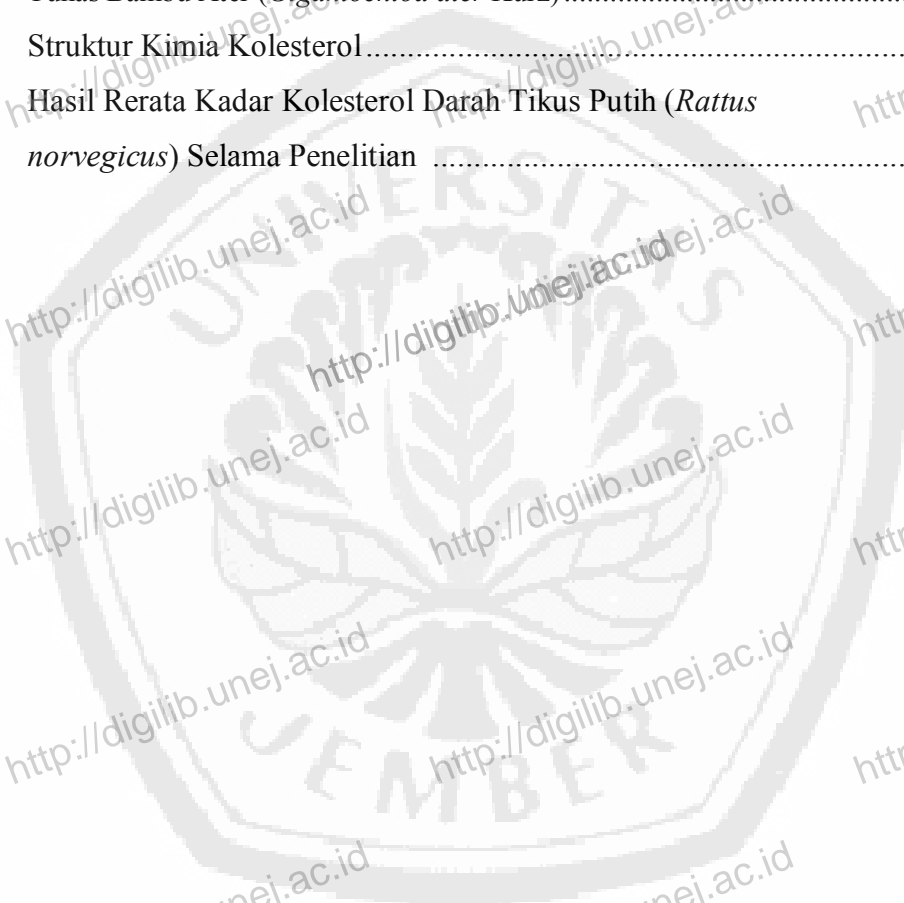 Struktur Kimia Kolesterol......................................................................
Hasil Rerata Kadar Kolesterol Darah Tikus Putih (Rattus
norvegicus) Selama Penelitian ..........................................................
http://digilib.unej.ac.id
http://digilib.unej.ac.id
UNIVERSITAS
http://digilib.unej.ac.id
http://digilib.unej.ac.id
http://digilib.unej.ac.id
http://digilib.unej.ac.id
http://digilib.unej.ac.id
http://digilib.unej.ac.id
http://digilib.unej.ac.id
JEMBER